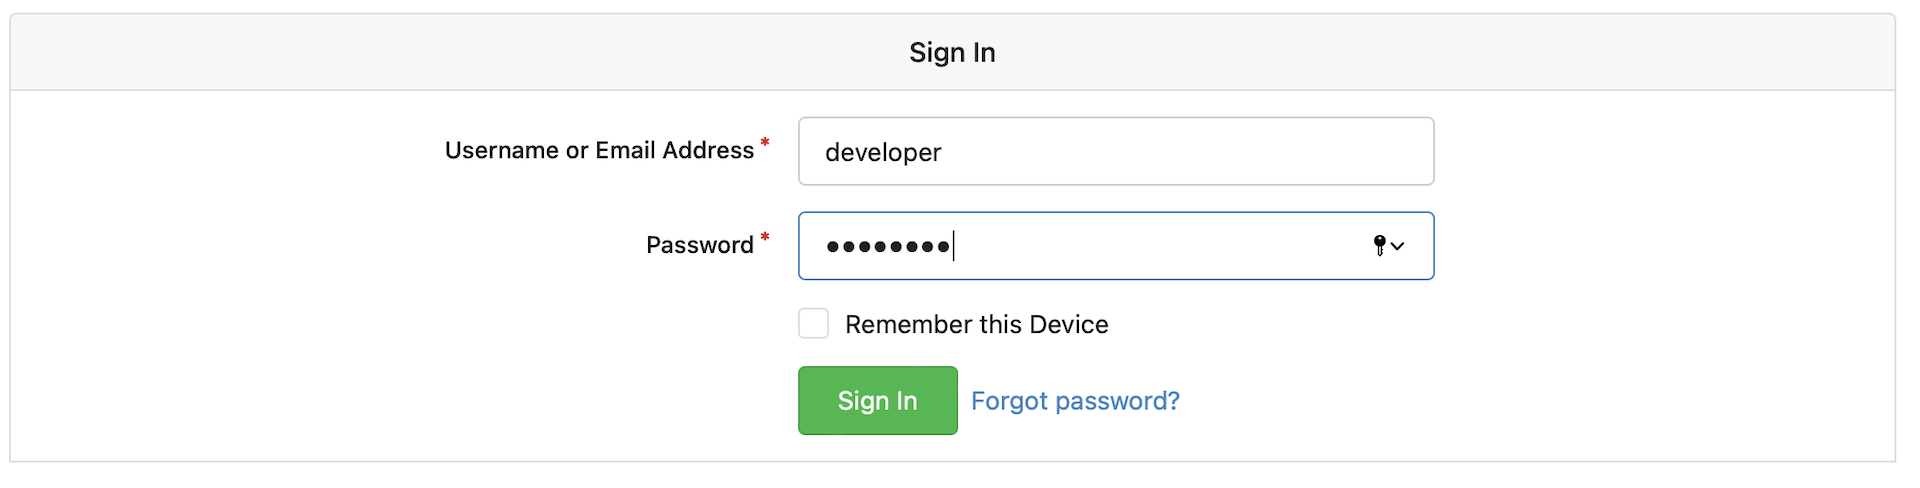 Sign In
Username or Email Address *
developer
Password *
••••••••
Remember this Device
Sign In
Forgot password?